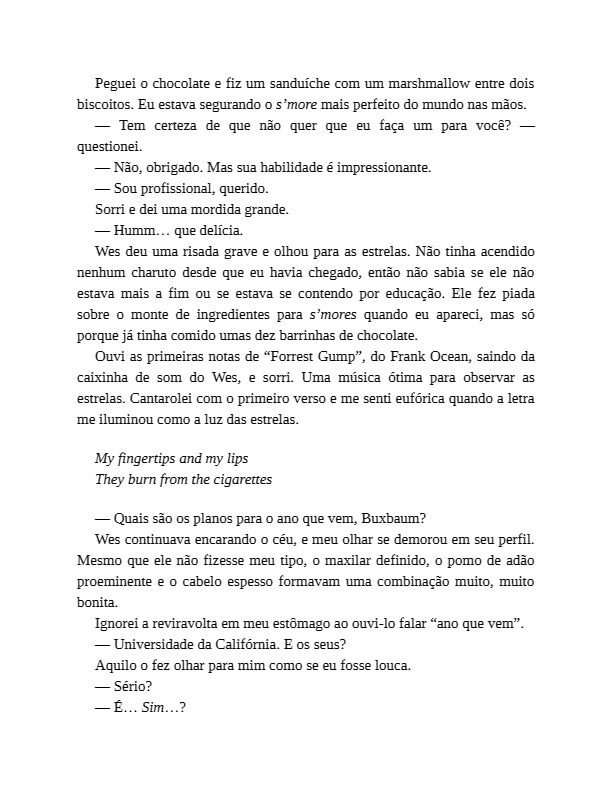 Peguei o chocolate e fiz um sanduíche com um marshmallow entre dois
biscoitos. Eu estava segurando o s’more mais perfeito do mundo nas mãos.
— Tem certeza de que não quer que eu faça um para você? —
questionei.
— Não, obrigado. Mas sua habilidade é impressionante.
— Sou profissional, querido.
Sorri e dei uma mordida grande.
— Humm… que delícia.
Wes deu uma risada grave e olhou para as estrelas. Não tinha acendido
nenhum charuto desde que eu havia chegado, então não sabia se ele não
estava mais a fim ou se estava se contendo por educação. Ele fez piada
sobre o monte de ingredientes para s’mores quando eu apareci, mas só
porque já tinha comido umas dez barrinhas de chocolate.
Ouvi as primeiras notas de “Forrest Gump”, do Frank Ocean, saindo da
caixinha de som do Wes, e sorri. Uma música ótima para observar as
estrelas. Cantarolei com o primeiro verso e me senti eufórica quando a letra
me iluminou como a luz das estrelas.
My fingertips and my lips
They burn from the cigarettes
— Quais são os planos para o ano que vem, Buxbaum?
Wes continuava encarando o céu, e meu olhar se demorou em seu perfil.
Mesmo que ele não fizesse meu tipo, o maxilar definido, o pomo de adão
proeminente e o cabelo espesso formavam uma combinação muito, muito
bonita.
Ignorei a reviravolta em meu estômago ao ouvi-lo falar “ano que vem”.
— Universidade da Califórnia. E os seus?
Aquilo o fez olhar para mim como se eu fosse louca.
— Sério?
— É… Sim…?